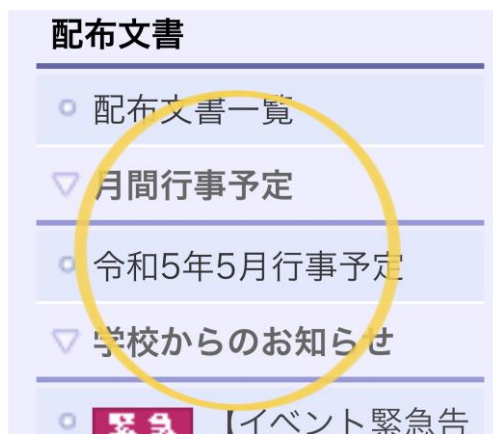 配布文書
配布文書一覧
月間行事予定
令和5年5月行事予定
学校からのお知らせ
緊急 【イベント緊急告